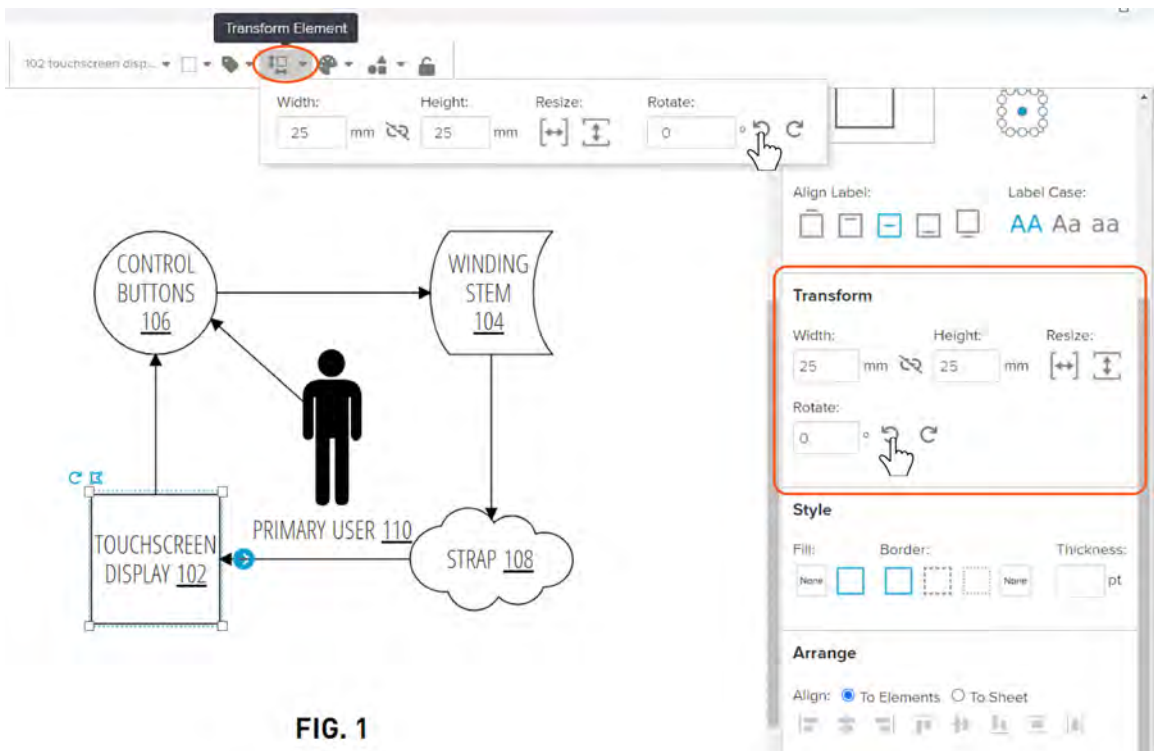 Transform Element
102 touchscreen disp...
Width: Height: Resize: Rotate:
25 mm 25 mm 0 °
Align Label: Label Case:
AA Aa aa
CONTROL
BUTTONS
106
WINDING
STEM
104
Transform
Width: Height: Resize:
25 mm 25 mm
Rotate:
0 °
TOUCHSCREEN
DISPLAY 102
PRIMARY USER 110
STRAP 108
Style
Fill: Border: Thickness:
None None pt
Arrange
Align: To Elements To Sheet
FIG. 1